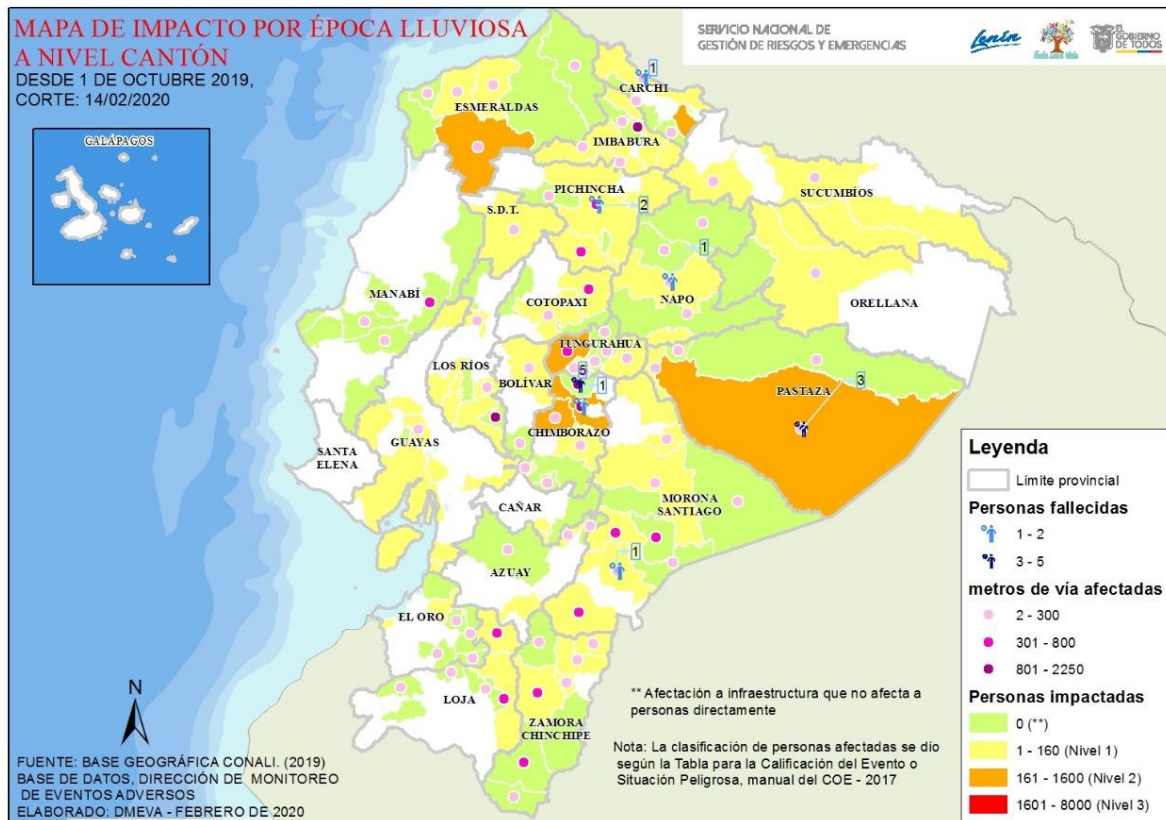 MAPA DE IMPACTO POR ÉPOCA LLUVIOSA
A NIVEL CANTÓN
DESDE 1 DE OCTUBRE 2019,
CORTE: 14/02/2020
SERVICIO NACIONAL DE
GESTIÓN DE RIESGOS Y EMERGENCIAS
Lenín
EL
GOBIERNO
DE TODOS
GALÁPAGOS
1
CARCHI
ESMERALDAS
IMBABURA
PICHINCHA
SUCUMBÍOS
S.D.T.
2
1
MANABÍ
COTOPAXI
NAPO
ORELLANA
TUNGURAHUA
LOS RÍOS
BOLÍVAR
5
1
3
PASTAZA
CHIMBORAZO
GUAYAS
SANTA
ELENA
CAÑAR
MORONA
SANTIAGO
1
AZUAY
EL ORO
LOJA
ZAMORA
CHINCHIPE
N
** Afectación a infraestructura que no afecta a
personas directamente
Nota: La clasificación de personas afectadas se dío
según la Tabla para la Calificación del Evento o
Situación Peligrosa, manual del COE - 2017
FUENTE: BASE GEOGRÁFICA CONALI. (2019)
BASE DE DATOS, DIRECCIÓN DE MONITOREO
DE EVENTOS ADVERSOS
ELABORADO: DMEVA - FEBRERO DE 2020
Leyenda
Límite provincial
Personas fallecidas
1 - 2
3 - 5
metros de vía afectadas
2 - 300
301 - 800
801 - 2250
Personas impactadas
0 (**)
1 - 160 (Nivel 1)
161 - 1600 (Nivel 2)
1601 - 8000 (Nivel 3)